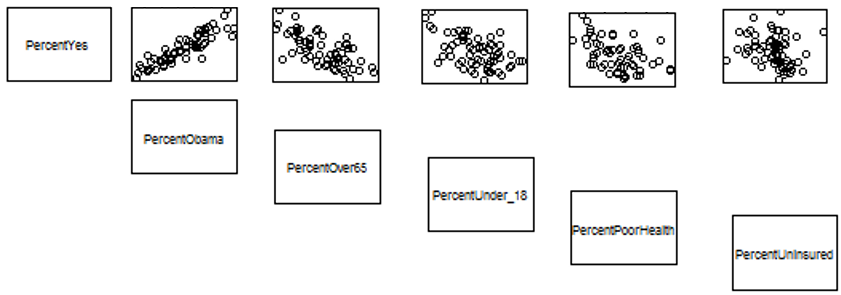 PercentYes
PercentObama
PercentOver65
PercentUnder_18
PercentPoorHealth
PercentUnInsured